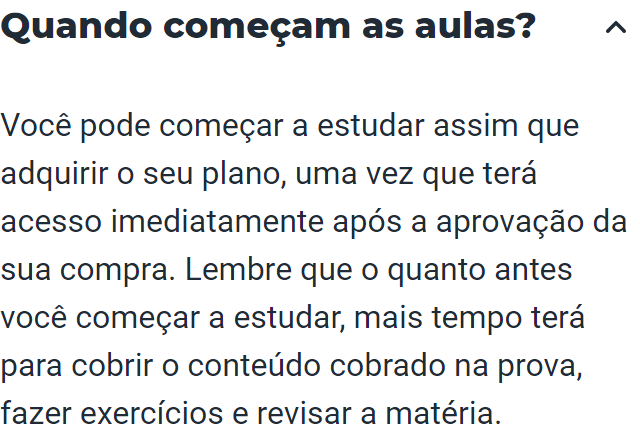 Quando começam as aulas?
Você pode começar a estudar assim que
adquirir o seu plano, uma vez que terá
acesso imediatamente após a aprovação da
sua compra. Lembre que o quanto antes
você começar a estudar, mais tempo terá
para cobrir o conteúdo cobrado na prova,
fazer exercícios e revisar a matéria.